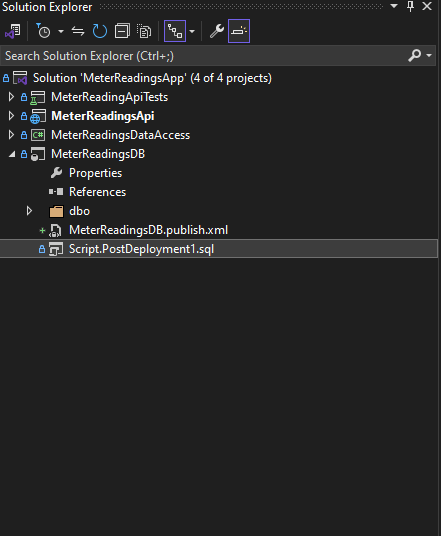 Solution Explorer
Search Solution Explorer (Ctrl+;)
Solution 'MeterReadingsApp' (4 of 4 projects)
MeterReadingApiTests
MeterReadingsApi
C# MeterReadingsDataAccess
MeterReadingsDB
Properties
References
dbo
MeterReadingsDB.publish.xml
Script.PostDeployment1.sql